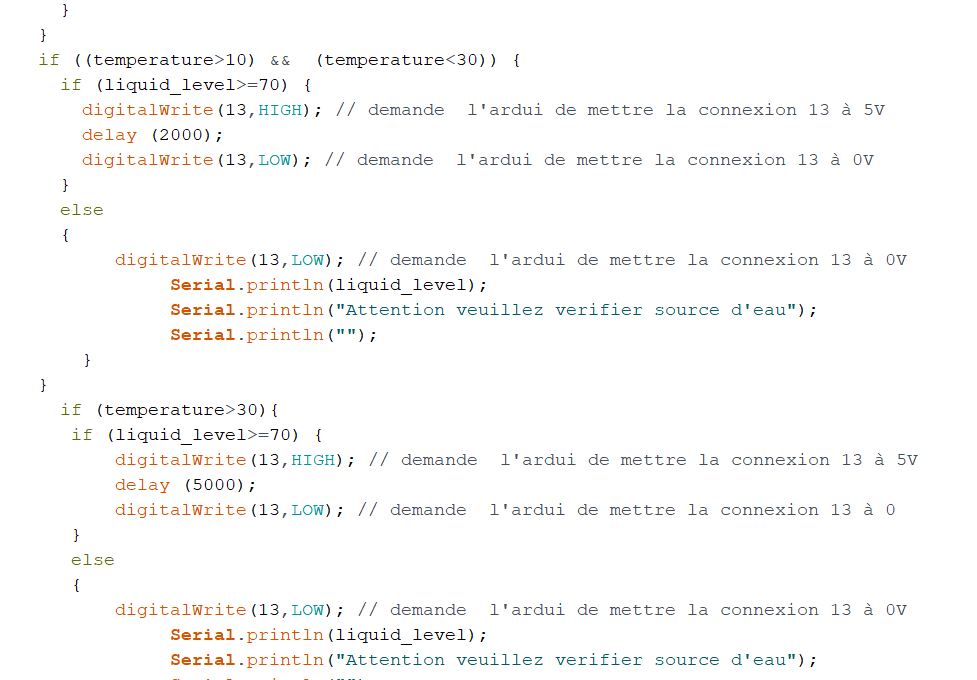 }
}
if ((temperature>10) && (temperature<30)) {
if (liquid_level>=70) {
digitalWrite(13,HIGH); // demande  l'ardui de mettre la connexion 13 à 5V
delay (2000);
digitalWrite(13,LOW); // demande  l'ardui de mettre la connexion 13 à 0V
}
else
{
digitalWrite(13,LOW); // demande  l'ardui de mettre la connexion 13 à 0V
Serial.println(liquid_level);
Serial.println("Attention veuillez verifier source d'eau");
Serial.println("");
}
}
if (temperature>30){
if (liquid_level>=70) {
digitalWrite(13,HIGH); // demande  l'ardui de mettre la connexion 13 à 5V
delay (5000);
digitalWrite(13,LOW); // demande  l'ardui de mettre la connexion 13 à 0
}
else
{
digitalWrite(13,LOW); // demande  l'ardui de mettre la connexion 13 à 0V
Serial.println(liquid_level);
Serial.println("Attention veuillez verifier source d'eau");